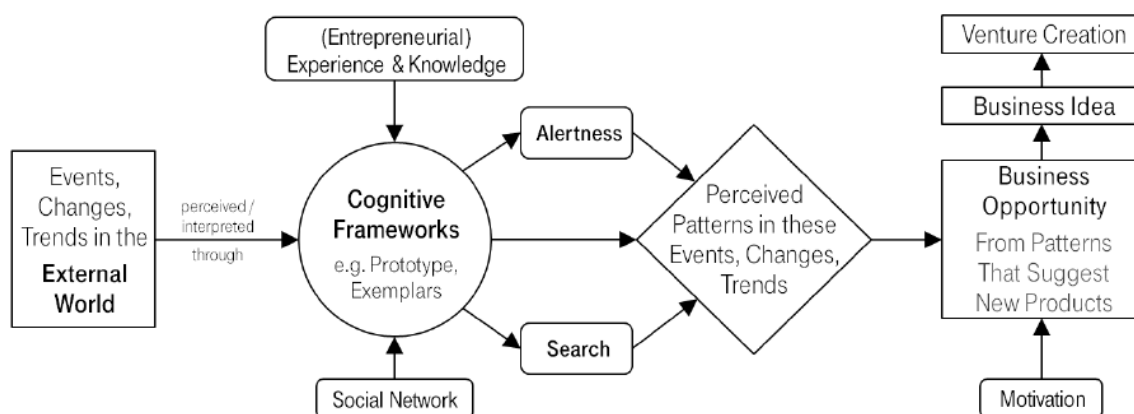 Events,
Changes,
Trends in the
External
World
perceived /
interpreted
through
(Entrepreneurial)
Experience & Knowledge
Cognitive
Frameworks
e.g. Prototype,
Exemplars
Social Network
Alertness
Search
Perceived
Patterns in these
Events, Changes,
Trends
Venture Creation
Business Idea
Business
Opportunity
From Patterns
That Suggest
New Products
Motivation